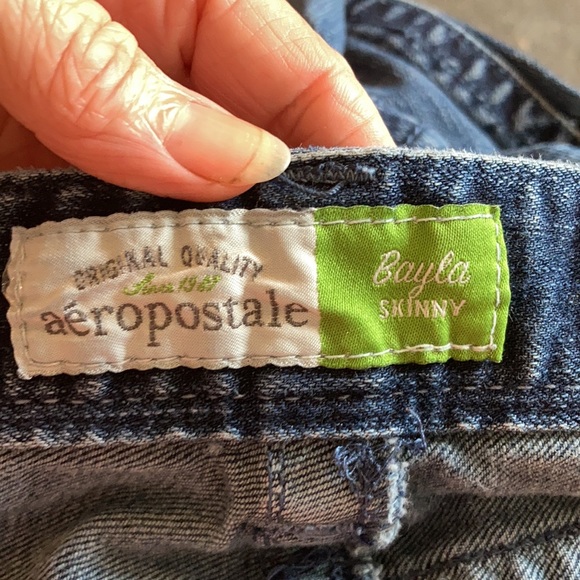 ORIGINAL QUALITY
Since 1987
aéropostale
Bayla
SKINNY